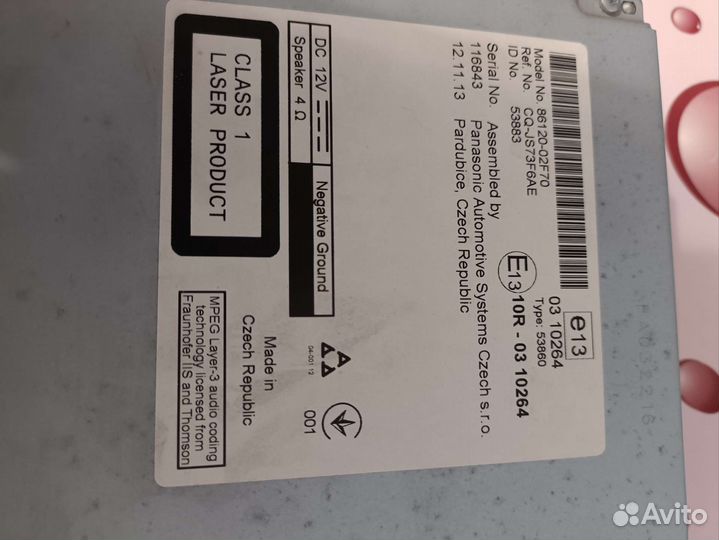 Model No. 86120-02F70
Ref. No. CQ-JS73F6AE
ID No. 53883
e13
03 10264
Type: 53860
Serial No.
116843
12.11.13
Assembled by
Panasonic Automotive Systems Czech s.r.o.
Pardubice, Czech Republic
E13 10R - 03 10264
DC 12V
Negative Ground
Speaker 4 Ω
04-001 12
001
CLASS 1
LASER PRODUCT
Made in
Czech Republic
MPEG Layer-3 audio coding
technology licensed from
Fraunhofer IIS and Thomson
Avito